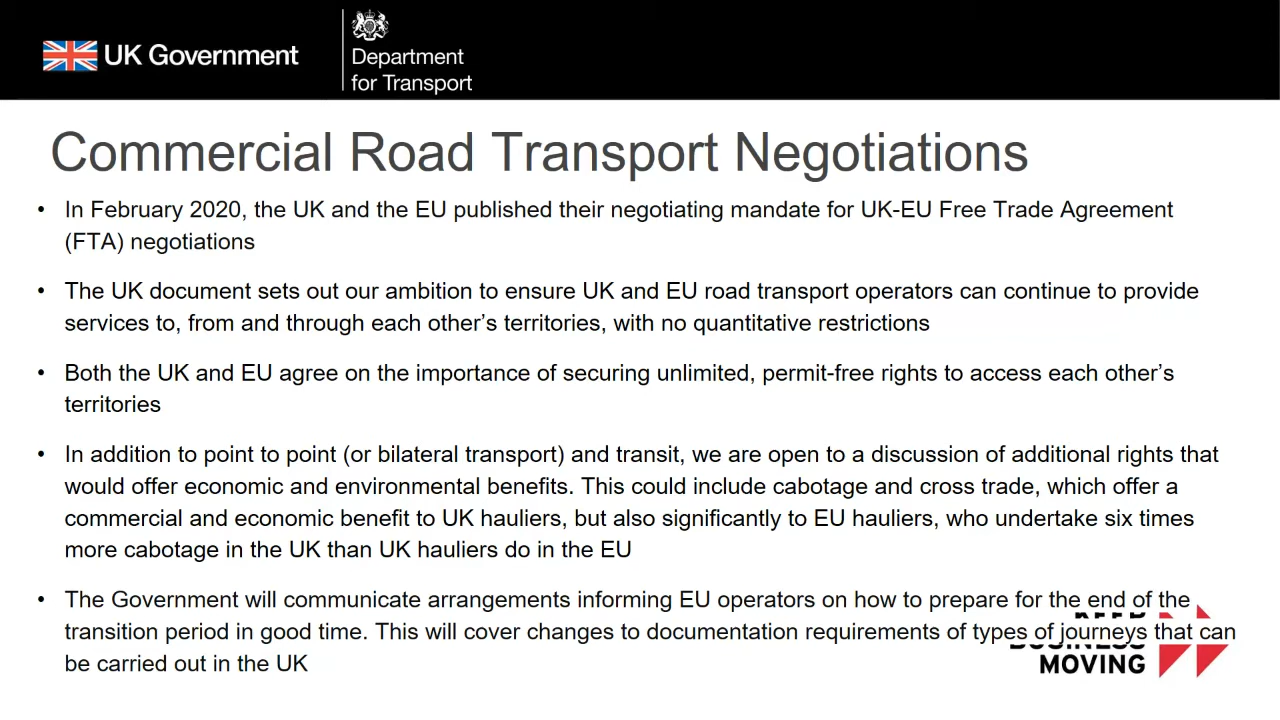 UK Government
Department
for Transport
Commercial Road Transport Negotiations
• In February 2020, the UK and the EU published their negotiating mandate for UK-EU Free Trade Agreement
(FTA) negotiations
• The UK document sets out our ambition to ensure UK and EU road transport operators can continue to provide
services to, from and through each other’s territories, with no quantitative restrictions
• Both the UK and EU agree on the importance of securing unlimited, permit-free rights to access each other’s
territories
• In addition to point to point (or bilateral transport) and transit, we are open to a discussion of additional rights that
would offer economic and environmental benefits. This could include cabotage and cross trade, which offer a
commercial and economic benefit to UK hauliers, but also significantly to EU hauliers, who undertake six times
more cabotage in the UK than UK hauliers do in the EU
• The Government will communicate arrangements informing EU operators on how to prepare for the end of the
transition period in good time. This will cover changes to documentation requirements of types of journeys that can
be carried out in the UK
KEEP
BUSINESS
MOVING